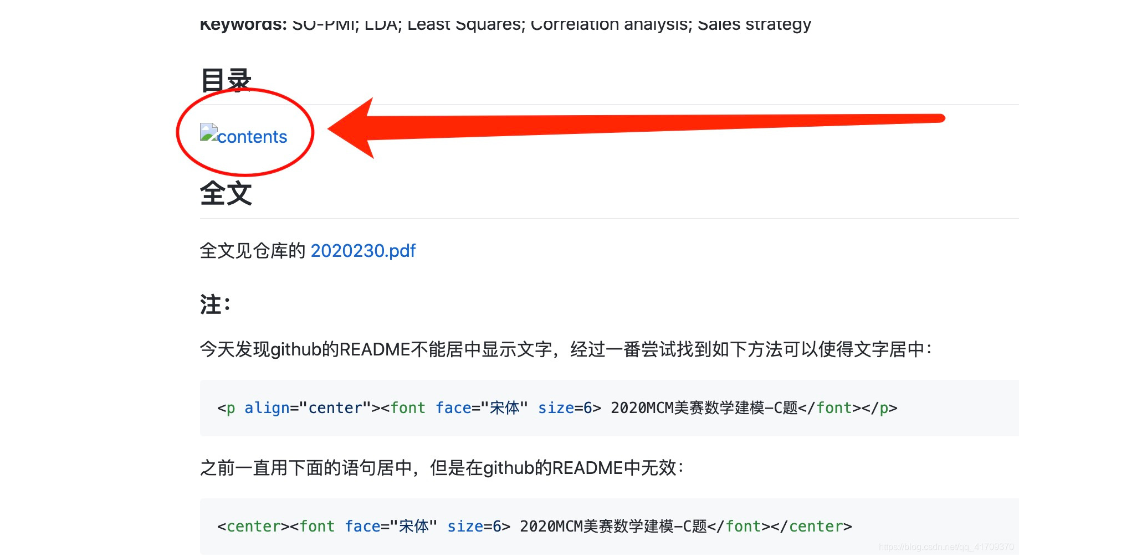 Keywords: SO-PMI; LDA; Least Squares; Correlation analysis; Sales strategy
目录
contents
全文
全文见仓库的 2020230.pdf
注：
今天发现github的README不能居中显示文字，经过一番尝试找到如下方法可以使得文字居中：
<p align="center"><font face="宋体" size=6> 2020MCM美赛数学建模-C题</font></p>
之前一直用下面的语句居中，但是在github的README中无效：
<center><font face="宋体" size=6> 2020MCM美赛数学建模-C题</font></center>